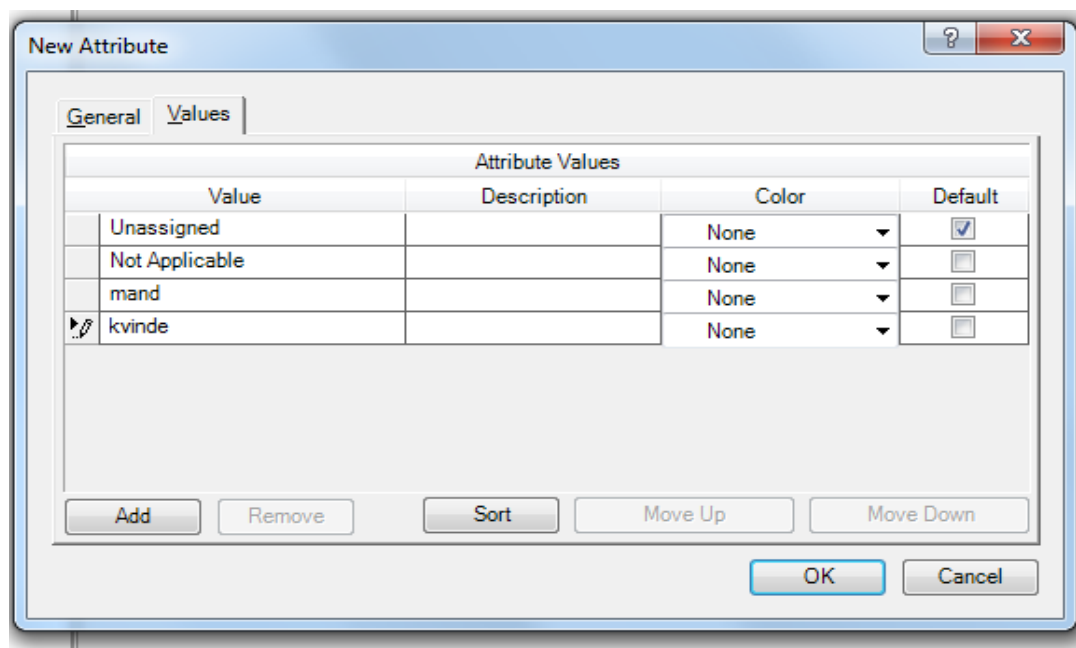 New Attribute
General Values
Attribute Values
Value Description Color Default
Unassigned None
Not Applicable None
mand None
kvinde None
Add Remove Sort Move Up Move Down
OK Cancel